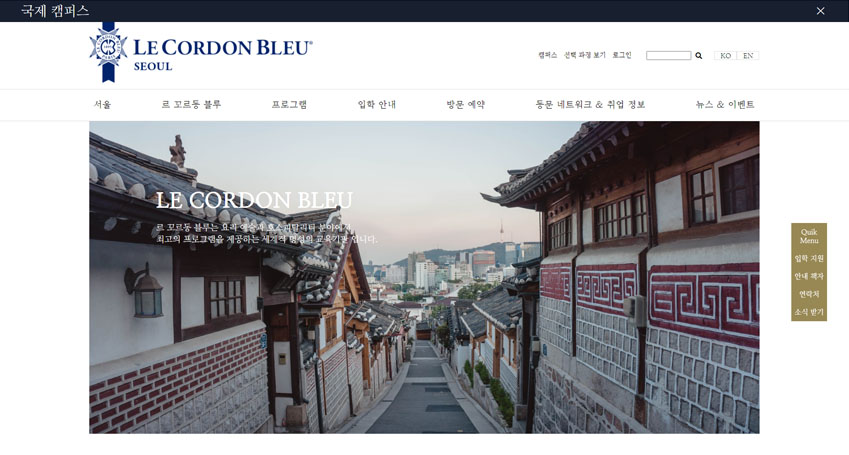 국제 캠퍼스
LE CORDON BLEU®
SEOUL
캠퍼스 선택 과정 보기 로그인
KO EN
서울 르 꼬르동 블루 프로그램 입학 안내 방문 예약 동문 네트워크 & 취업 정보 뉴스 & 이벤트
LE CORDON BLEU
르 꼬르동 블루는 요리 예술과 호스피탈리티 분야에서,
최고의 프로그램을 제공하는 세계적 명성의 교육기관 입니다.
Quik
Menu
입학 지원
안내 책자
연락처
소식 받기